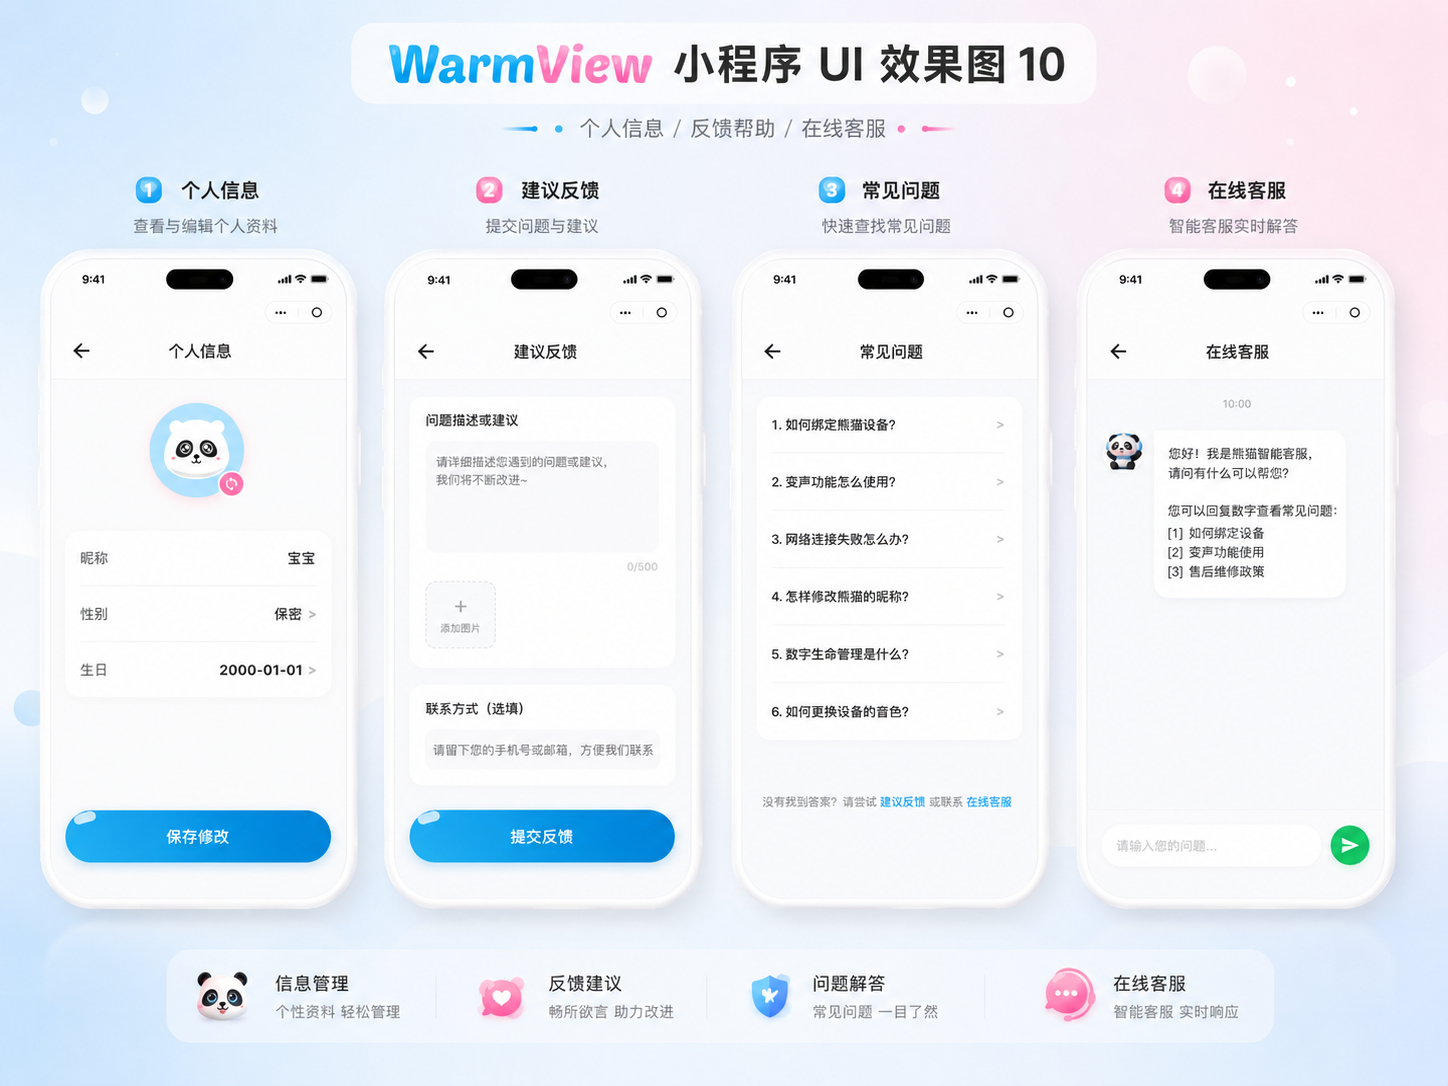 WarmView 小程序 UI 效果图 10
个人信息 / 反馈帮助 / 在线客服
1 个人信息
查看与编辑个人资料
2 建议反馈
提交问题与建议
3 常见问题
快速查找常见问题
4 在线客服
智能客服实时解答
9:41
个人信息
昵称 宝宝
性别 保密 >
生日 2000-01-01 >
保存修改
9:41
建议反馈
问题描述或建议
请详细描述您遇到的问题或建议，
我们将不断改进~
0/500
+
添加图片
联系方式（选填）
请留下您的手机号或邮箱，方便我们联系
提交反馈
9:41
常见问题
1. 如何绑定熊猫设备? >
2. 变声功能怎么使用? >
3. 网络连接失败怎么办? >
4. 怎样修改熊猫的昵称? >
5. 数字生命管理是什么? >
6. 如何更换设备的音色? >
没有我到答案？请尝试 建议反馈 或联系 在线客服
9:41
在线客服
10:00
您好！我是熊猫智能客服，
请问有什么可以帮您?
您可以回复数字查看常见问题：
[1] 如何绑定设备
[2] 变声功能使用
[3] 售后维修政策
请输入您的问题...
信息管理
个性资料 轻松管理
反馈建议
畅所欲言 助力改进
问题解答
常见问题 一目了然
在线客服
智能客服 实时响应